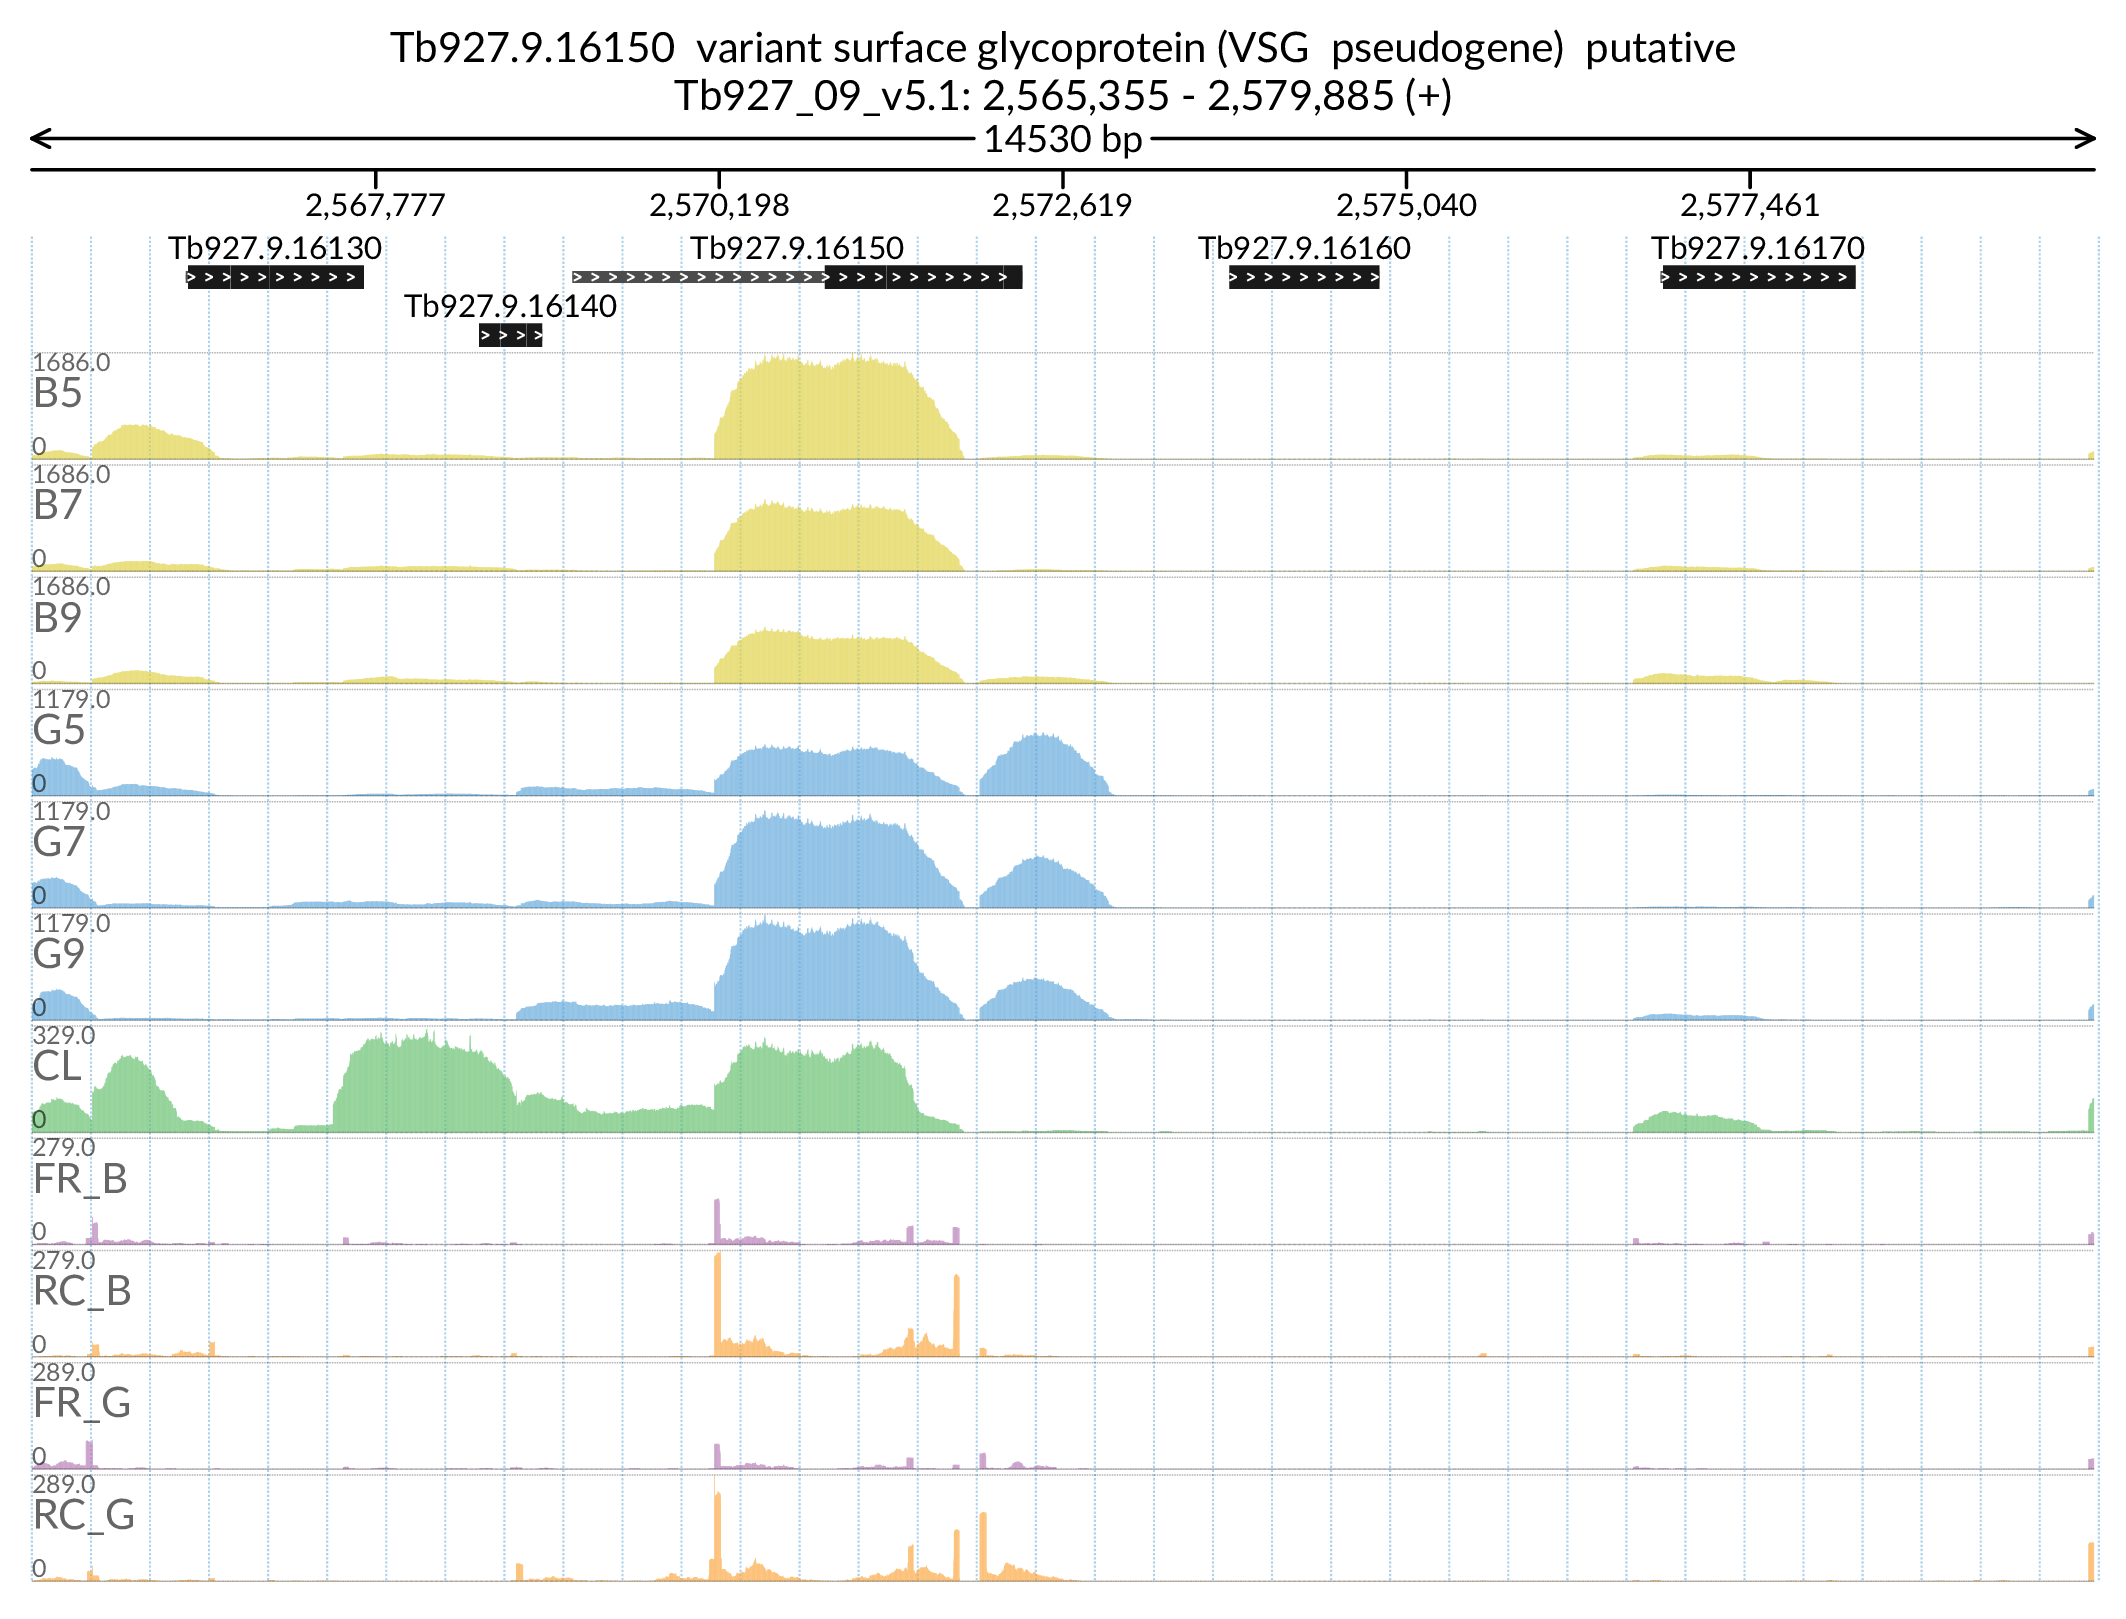 Tb927.9.16150 variant surface glycoprotein (VSG pseudogene) putative
Tb927_09_v5.1: 2,565,355 - 2,579,885 (+)
14530 bp
2,567,777 2,570,198 2,572,619 2,575,040 2,577,461
Tb927.9.16130 Tb927.9.16150 Tb927.9.16160 Tb927.9.16170
Tb927.9.16140
1686.0
B5
0
1686.0
B7
0
1686.0
B9
0
1179.0
G5
0
1179.0
G7
0
1179.0
G9
0
329.0
CL
0
279.0
FR_B
0
279.0
RC_B
0
289.0
FR_G
0
289.0
RC_G
0